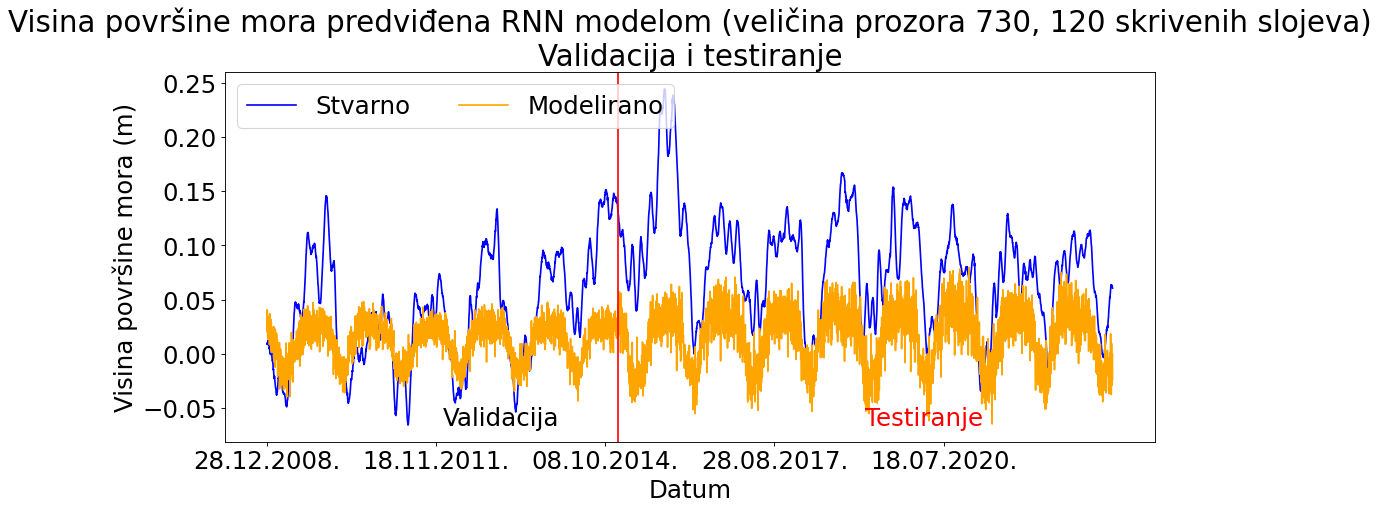 Visina površine mora predviđena RNN modelom (veličina prozora 730, 120 skrivenih slojeva)
Validacija i testiranje
Stvarno
Modelirano
Visina površine mora (m)
0.25
0.20
0.15
0.10
0.05
0.00
−0.05
Validacija
Testiranje
28.12.2008.
18.11.2011.
08.10.2014.
28.08.2017.
18.07.2020.
Datum